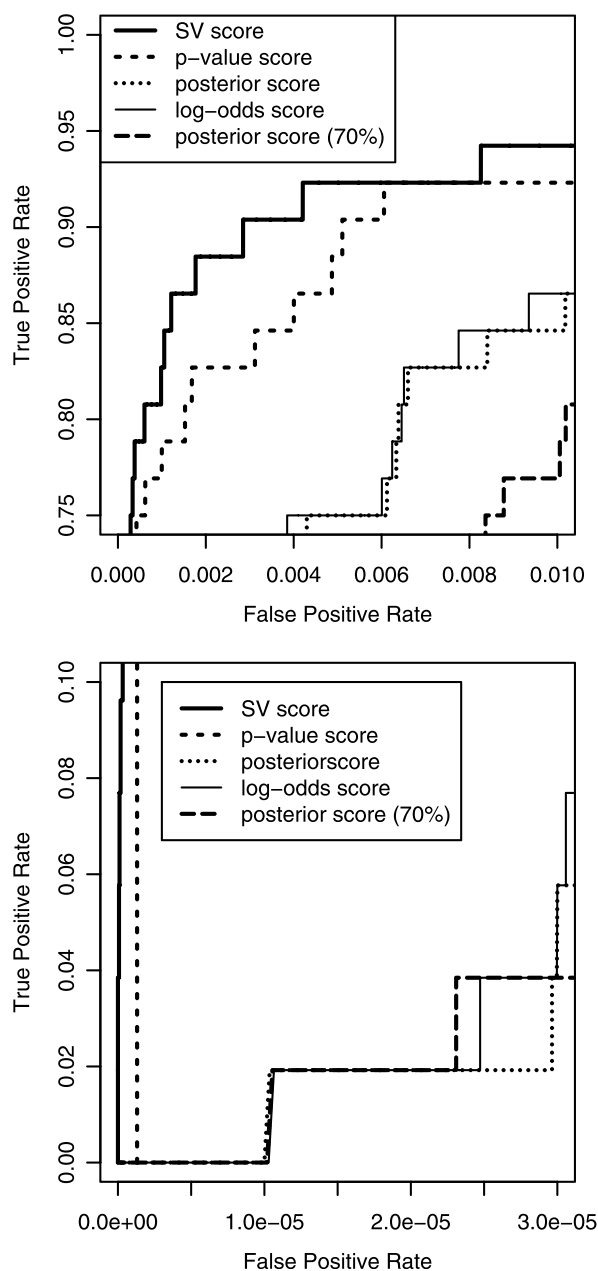 SV score
p−value score
posterior score
log−odds score
posterior score (70%)
1.00
0.95
0.90
0.85
0.80
0.75
True Positive Rate
0.000 0.002 0.004 0.006 0.008 0.010
False Positive Rate
SV score
p−value score
posteriorscore
log−odds score
posterior score (70%)
0.10
0.08
0.06
0.04
0.02
0.00
True Positive Rate
0.0e+00 1.0e−05 2.0e−05 3.0e−05
False Positive Rate